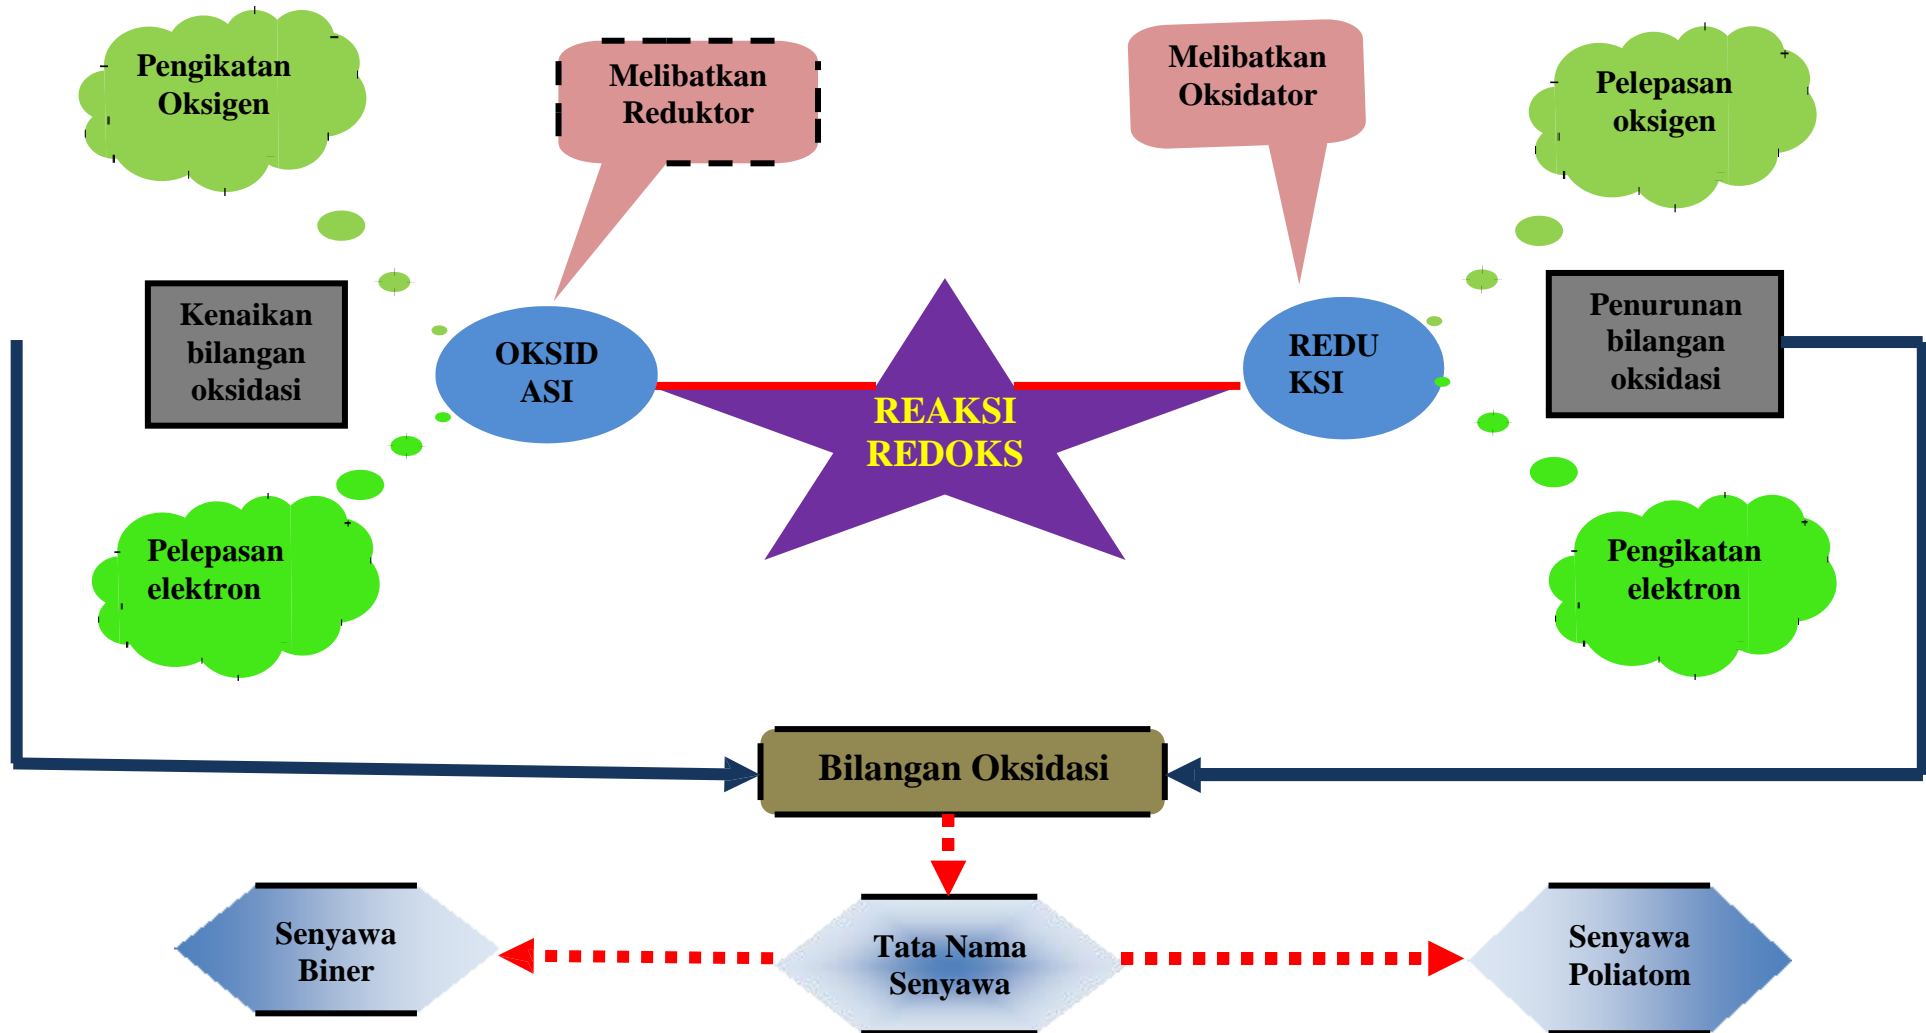 Pengikatan
Oksigen
Melibatkan
Reduktor
Melibatkan
Oksidator
Pelepasan
oksigen
Kenaikan
bilangan
oksidasi
OKSID
ASI
REAKSI
REDOKS
REDU
KSI
Penurunan
bilangan
oksidasi
Pelepasan
elektron
Pengikatan
elektron
Bilangan Oksidasi
Senyawa
Biner
Tata Nama
Senyawa
Senyawa
Poliatom